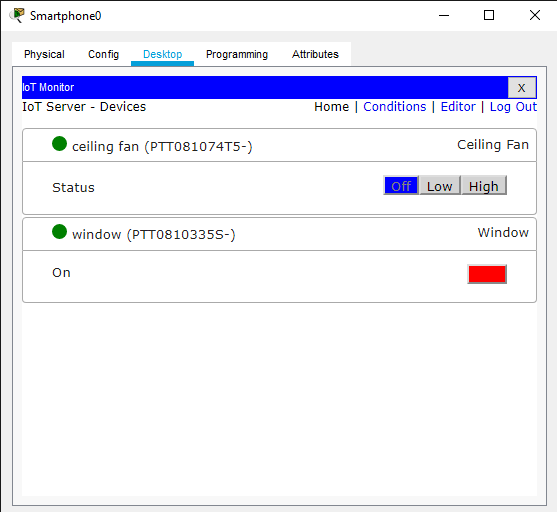 Smartphone0
Physical Config Desktop Programming Attributes
IoT Monitor X
IoT Server - Devices Home | Conditions | Editor | Log Out
ceiling fan (PTT081074T5-) Ceiling Fan
Status Off Low High
window (PTT0810335S-) Window
On